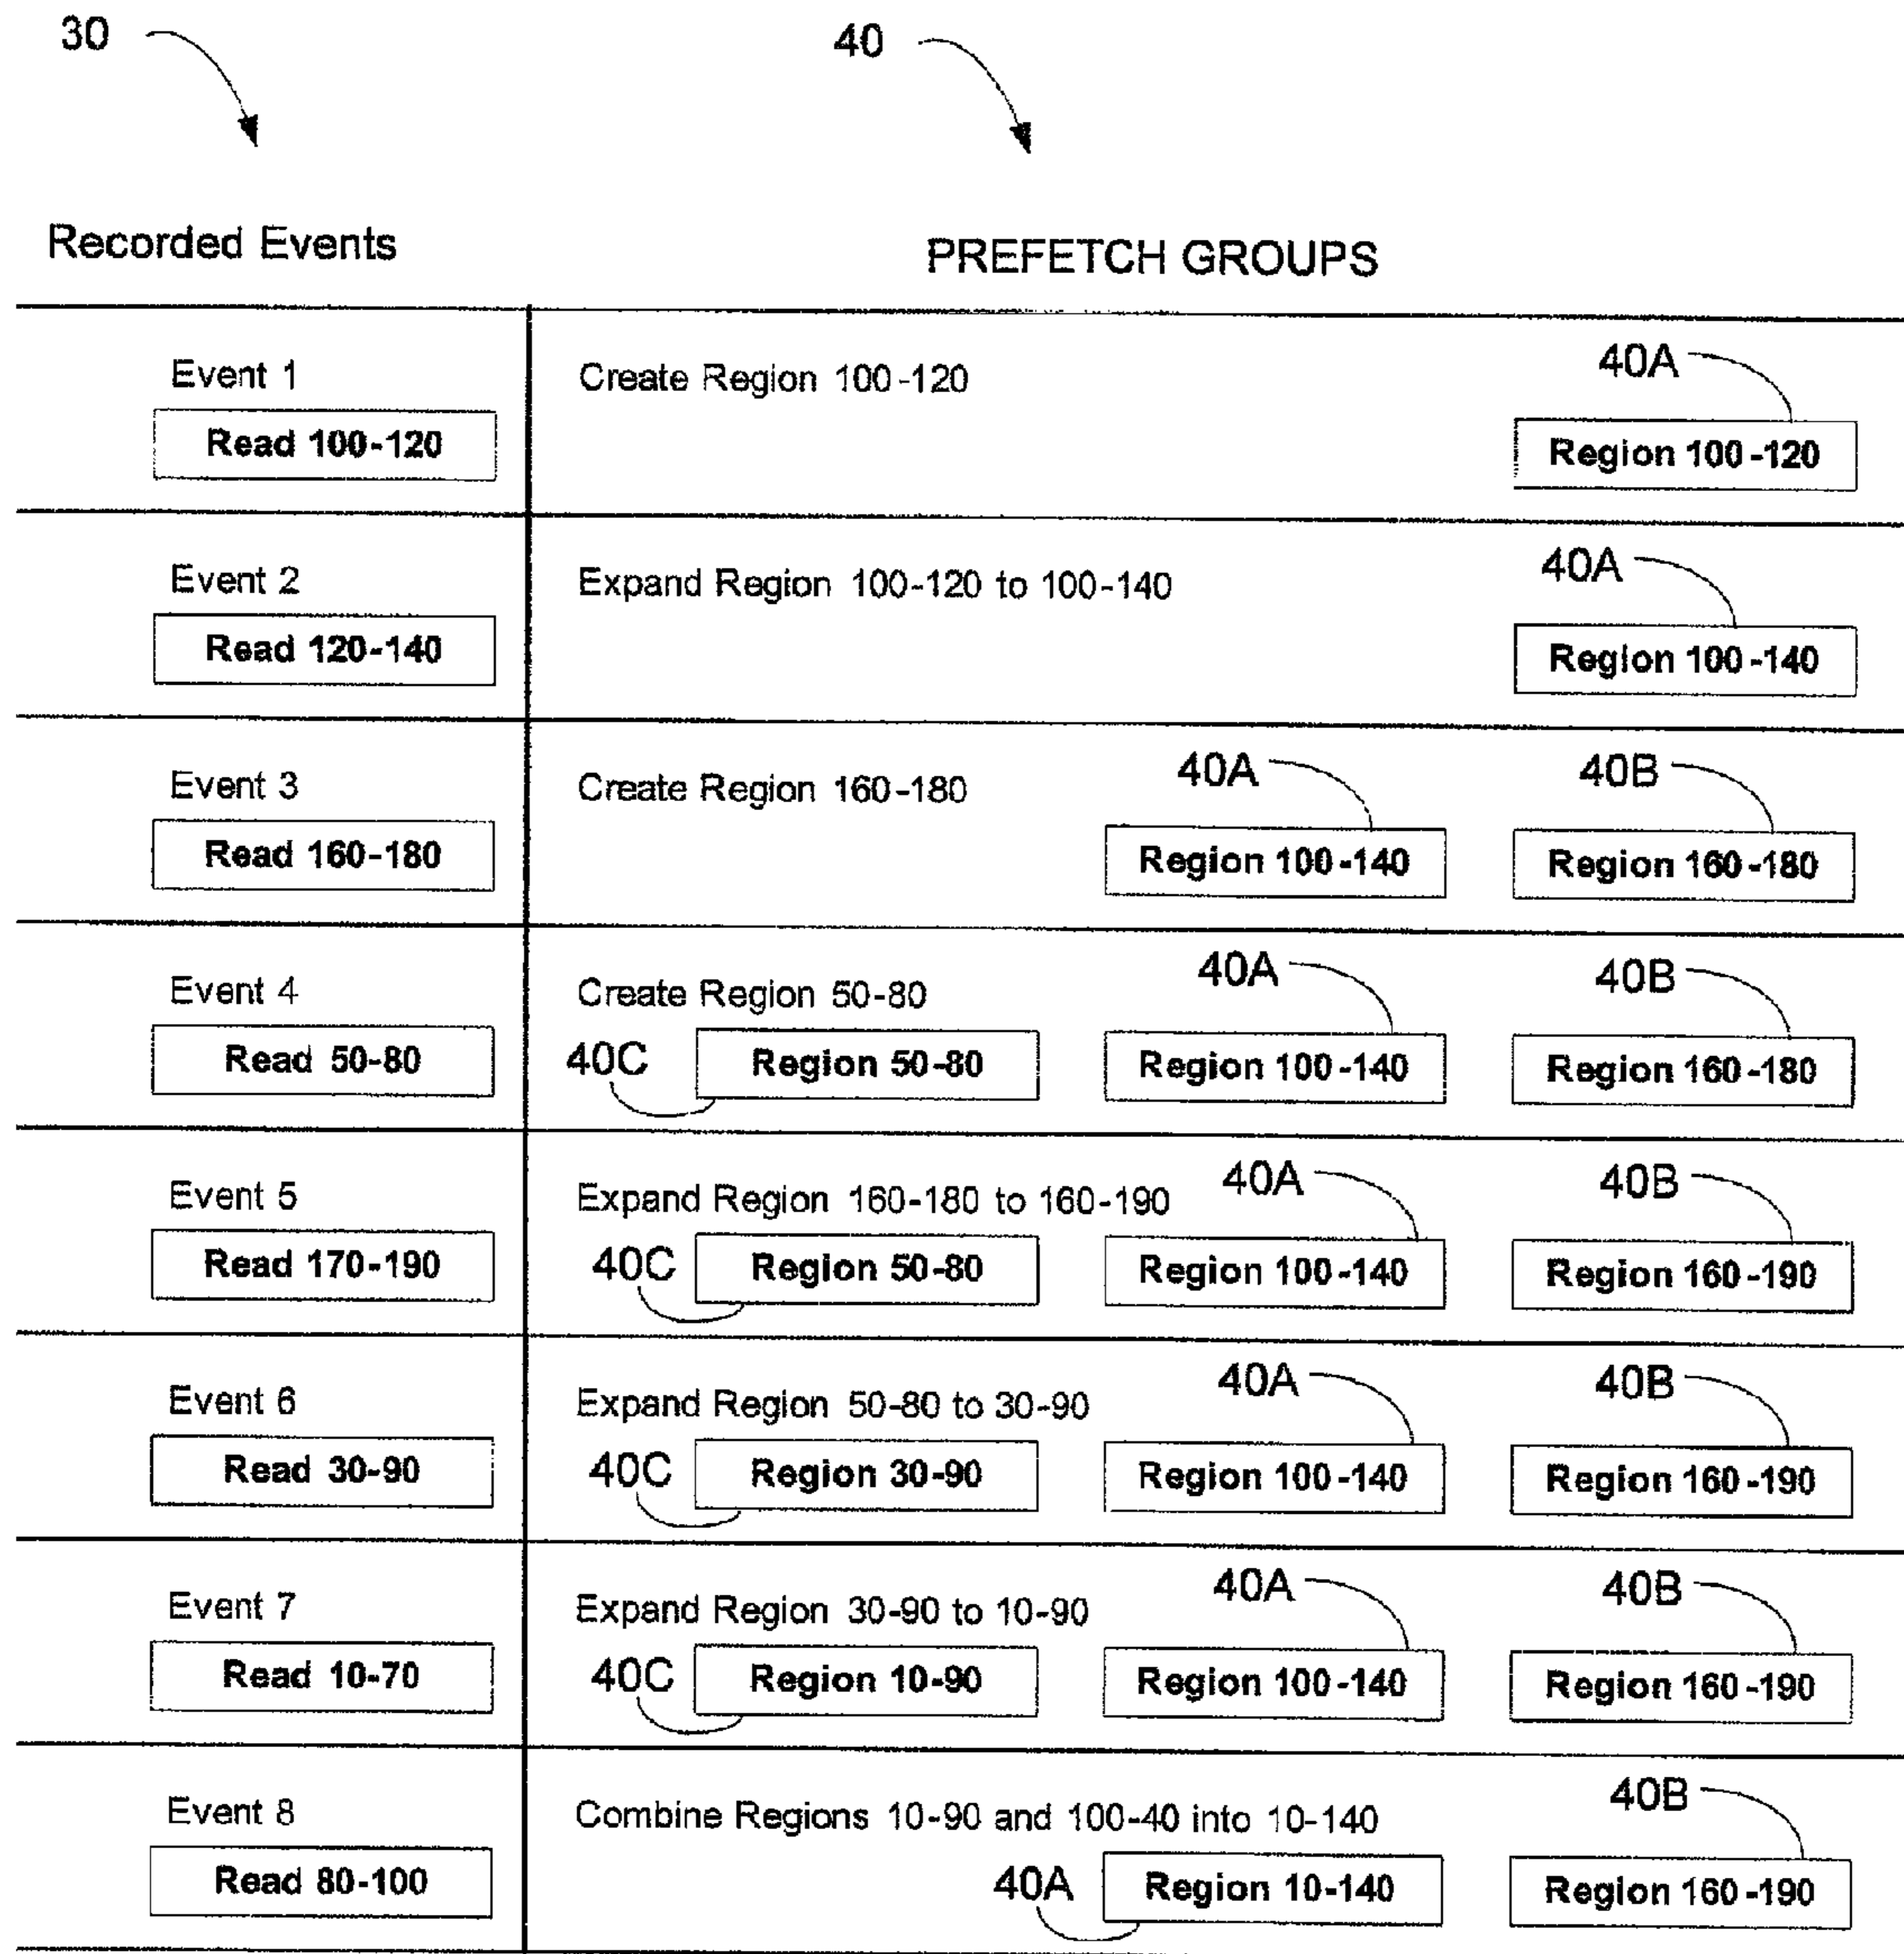 30
40
Recorded Events
PREFETCH GROUPS
Event 1
Create Region 100-120
40A
Read 100-120
Region 100-120
Event 2
Expand Region 100-120 to 100-140
40A
Read 120-140
Region 100-140
Event 3
Create Region 160-180
40A
40B
Read 160-180
Region 100-140
Region 160-180
Event 4
Create Region 50-80
40A
40B
Read 50-80
40C
Region 50-80
Region 100-140
Region 160-180
Event 5
Expand Region 160-180 to 160-190
40A
40B
Read 170-190
40C
Region 50-80
Region 100-140
Region 160-190
Event 6
Expand Region 50-80 to 30-90
40A
40B
Read 30-90
40C
Region 30-90
Region 100-140
Region 160-190
Event 7
Expand Region 30-90 to 10-90
40A
40B
Read 10-70
40C
Region 10-90
Region 100-140
Region 160-190
Event 8
Combine Regions 10-90 and 100-40 into 10-140
40B
Read 80-100
40A
Region 10-140
Region 160-190